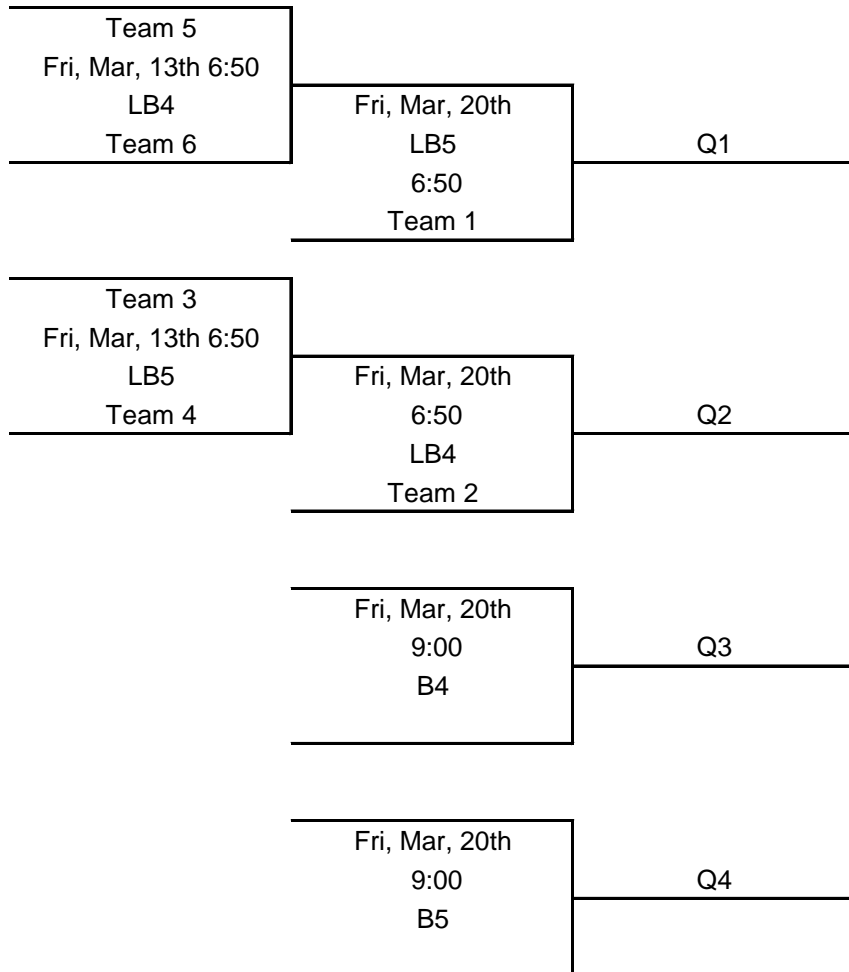 Team 5
Fri, Mar, 13th 6:50
LB4
Team 6
Fri, Mar, 20th
LB5
6:50
Team 1
Q1
Team 3
Fri, Mar, 13th 6:50
LB5
Team 4
Fri, Mar, 20th
6:50
LB4
Team 2
Q2
Fri, Mar, 20th
9:00
B4
Q3
Fri, Mar, 20th
9:00
B5
Q4